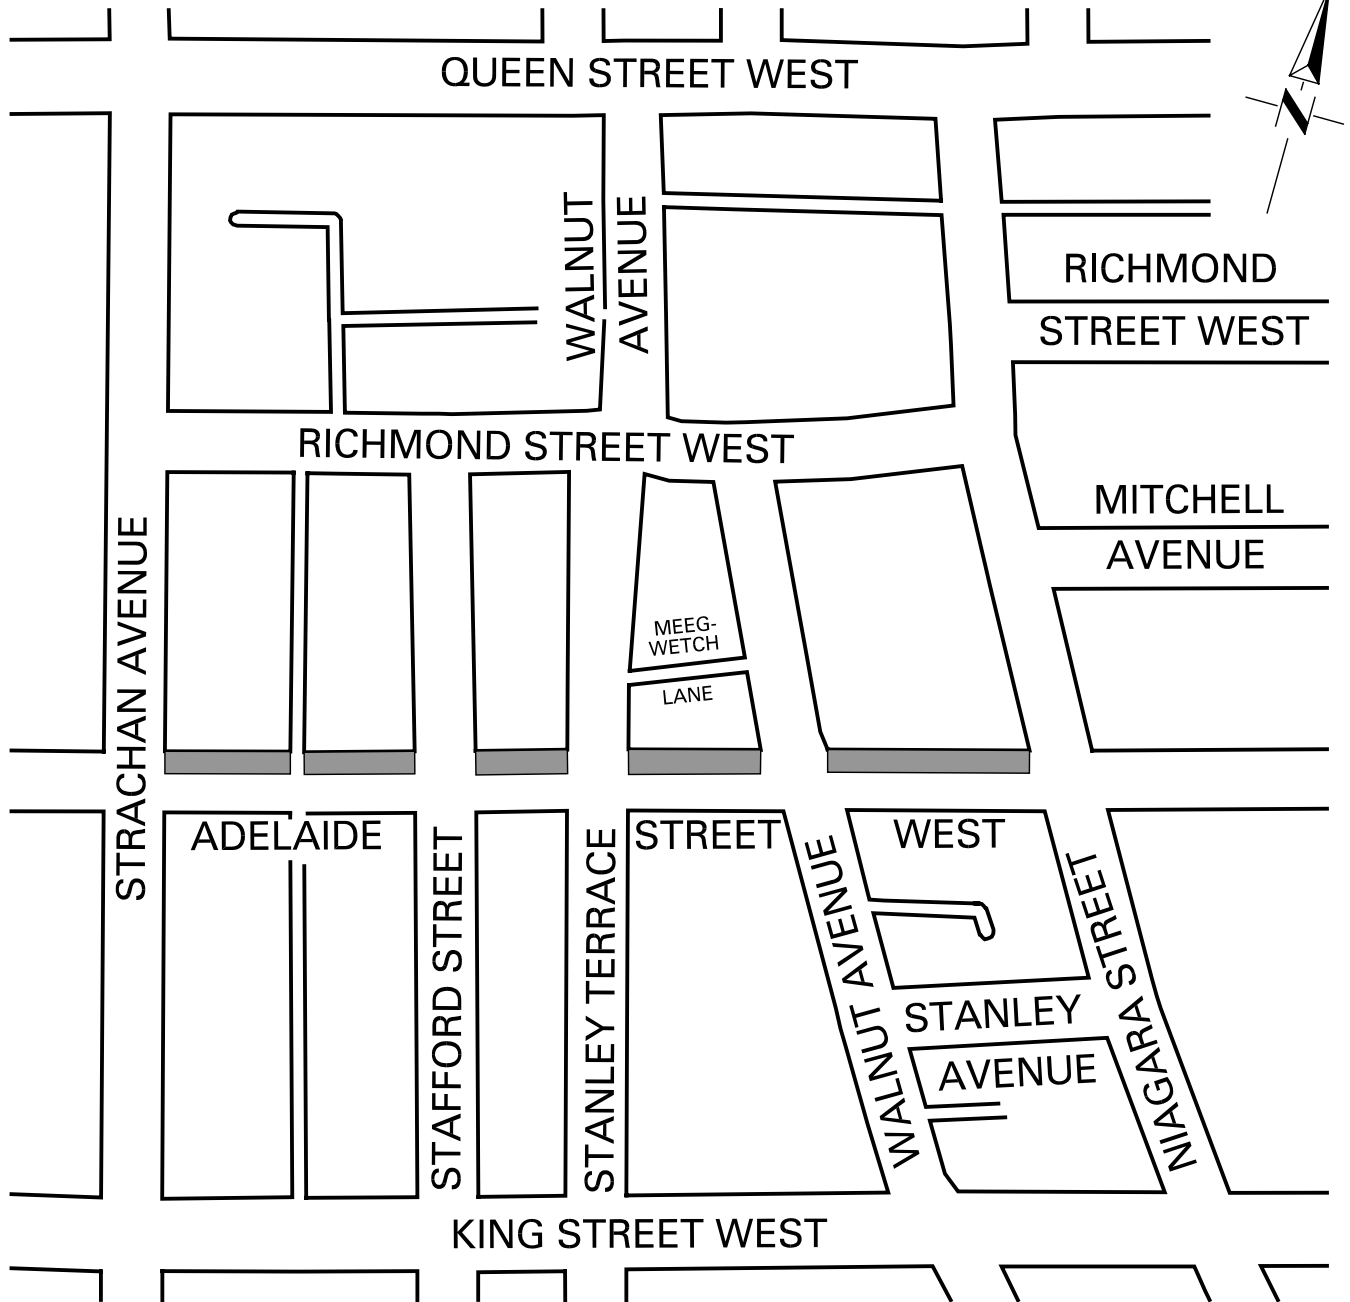 QUEEN STREET WEST
N
WALNUT
AVENUE
RICHMOND
STREET WEST
RICHMOND STREET WEST
MITCHELL
AVENUE
STRACHAN AVENUE
MEEG-
WETCH
LANE
ADELAIDE STREET WEST
STAFFORD STREET
STANLEY TERRACE
WALNUT AVENUE
NIAGARA STREET
STANLEY
AVENUE
KING STREET WEST